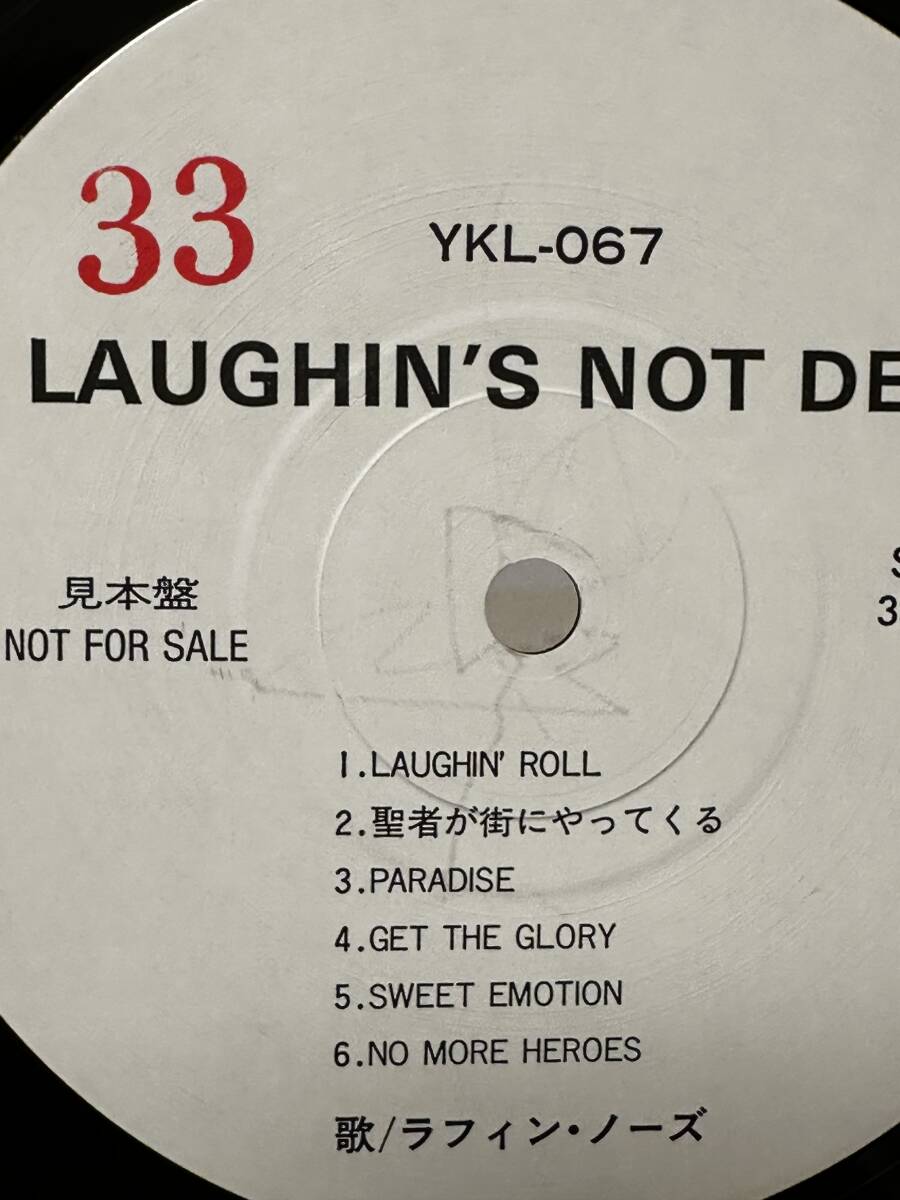 33
YKL-067
LAUGHIN'S NOT DE
見本盤
NOT FOR SALE
S
3
1.LAUGHIN' ROLL
2.聖者が街にやってくる
3.PARADISE
4.GET THE GLORY
5.SWEET EMOTION
6.NO MORE HEROES
歌/ラフィン・ノーズ